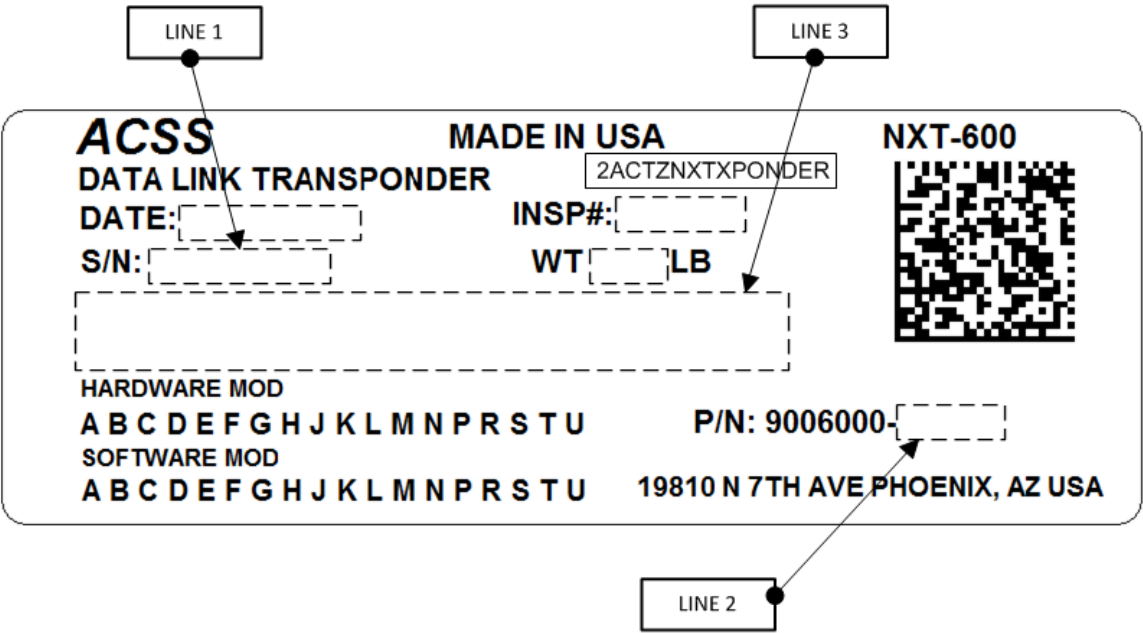 LINE 1
LINE 3
ACSS
MADE IN USA
NXT-600
2ACTZNXTXPONDER
DATA LINK TRANSPONDER
DATE:
INSP#:
S/N:
WT
LB
HARDWARE MOD
A B C D E F G H J K L M N P R S T U
P/N: 9006000-
SOFTWARE MOD
A B C D E F G H J K L M N P R S T U
19810 N 7TH AVE PHOENIX, AZ USA
LINE 2